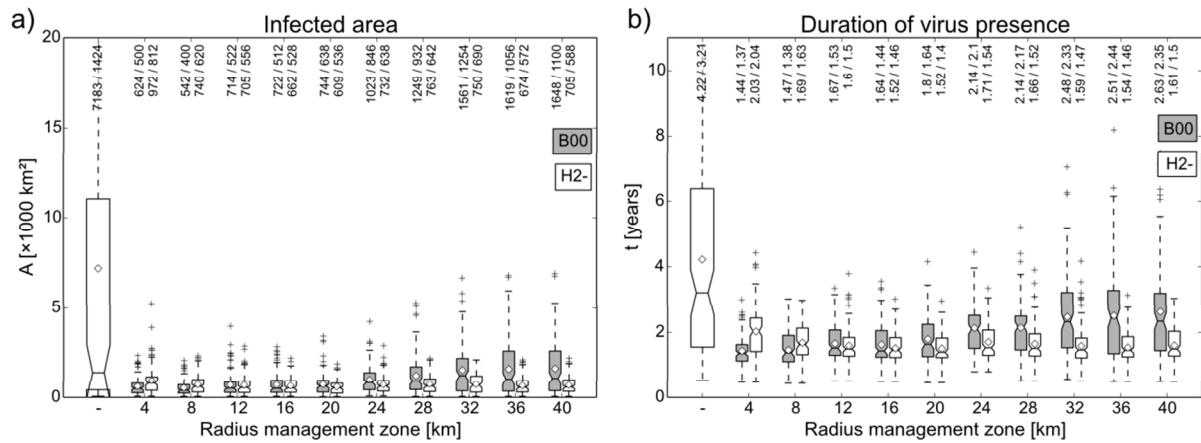 a)
Infected area
20
15
10
5
0
A [×1000 km²]
7183 / 1424
624 / 500
972 / 812
542 / 400
740 / 620
714 / 522
705 / 556
722 / 512
662 / 528
744 / 638
609 / 536
1023 / 846
732 / 638
1245 / 932
763 / 642
1561 / 1254
750 / 690
1619 / 1056
674 / 572
1648 / 1100
705 / 588
B00
H2-
- 4 8 12 16 20 24 28 32 36 40
Radius management zone [km]
b)
Duration of virus presence
10
8
6
4
2
0
t [years]
4.22 / 3.21
1.44 / 1.37
2.03 / 2.04
1.47 / 1.38
1.69 / 1.63
1.67 / 1.53
1.6 / 1.5
1.64 / 1.44
1.52 / 1.46
1.8 / 1.64
1.52 / 1.4
2.14 / 2.1
1.71 / 1.54
2.14 / 2.17
1.66 / 1.52
2.48 / 2.33
1.59 / 1.47
2.51 / 2.44
1.54 / 1.46
2.63 / 2.35
1.61 / 1.5
B00
H2-
- 4 8 12 16 20 24 28 32 36 40
Radius management zone [km]